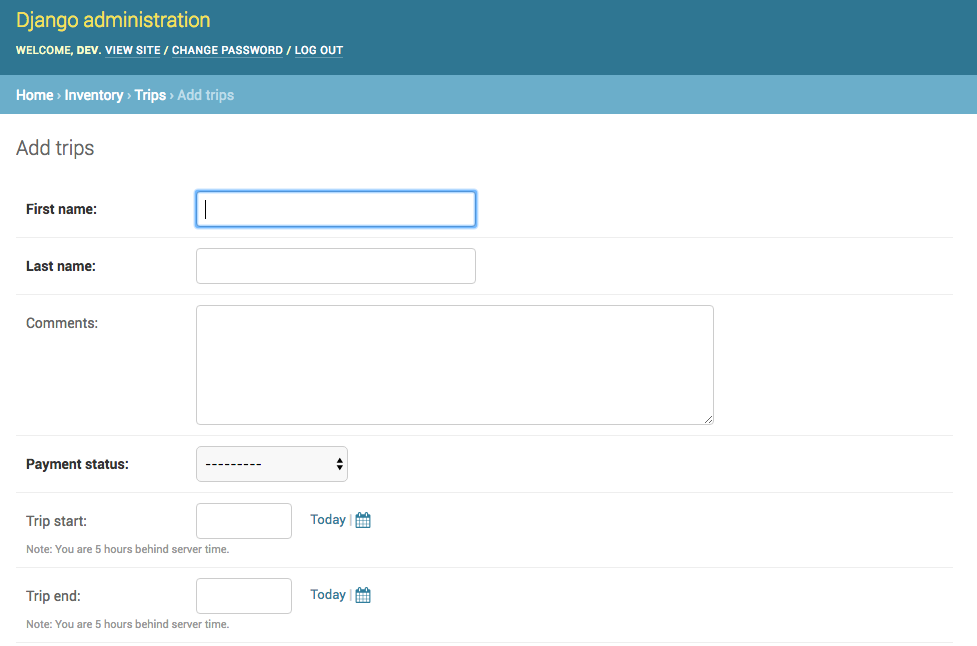 Django administration
WELCOME, DEV. VIEW SITE / CHANGE PASSWORD / LOG OUT
Home › Inventory › Trips › Add trips
Add trips
First name:
Last name:
Comments:
Payment status: ---------
Trip start: Today |
Note: You are 5 hours behind server time.
Trip end: Today |
Note: You are 5 hours behind server time.